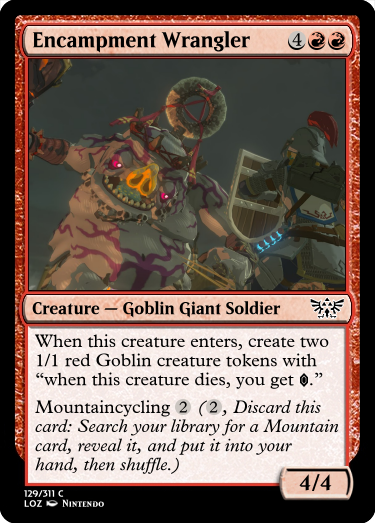 Encampment Wrangler 4
Creature — Goblin Giant Soldier
When this creature enters, create two
1/1 red Goblin creature tokens with
“when this creature dies, you get .”
Mountaincycling 2 (2, Discard this
card: Search your library for a Mountain
card, reveal it, and put it into your
hand, then shuffle.)
4/4
129/311 C
LOZ Nintendo